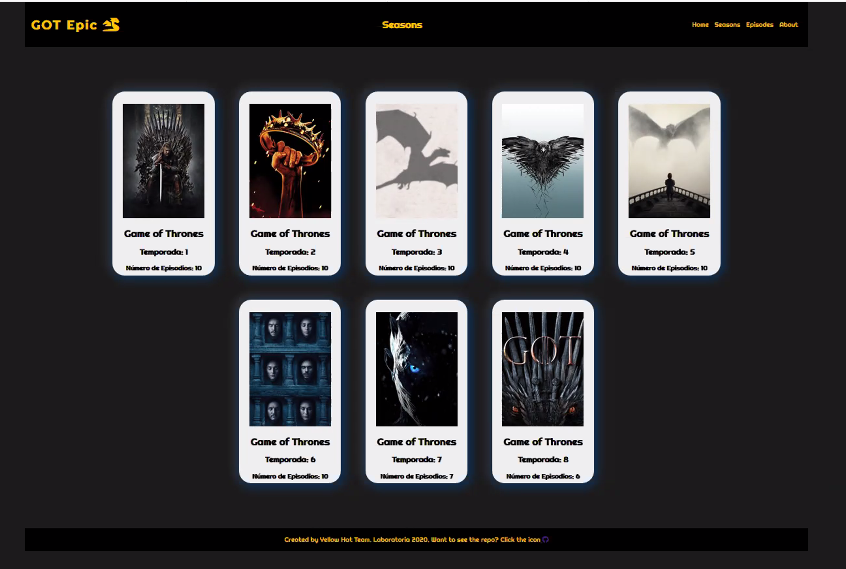 GOT Epic
Seasons
Home Seasons Episodes About
Game of Thrones
Temporada: 1
Número de Episodios: 10
Game of Thrones
Temporada: 2
Número de Episodios: 10
Game of Thrones
Temporada: 3
Número de Episodios: 10
Game of Thrones
Temporada: 4
Número de Episodios: 10
Game of Thrones
Temporada: 5
Número de Episodios: 10
Game of Thrones
Temporada: 6
Número de Episodios: 10
Game of Thrones
Temporada: 7
Número de Episodios: 7
GOT
Game of Thrones
Temporada: 8
Número de Episodios: 6
Created by Yellow Hat Team. Laboratoria 2020. Want to see the repo? Click the icon